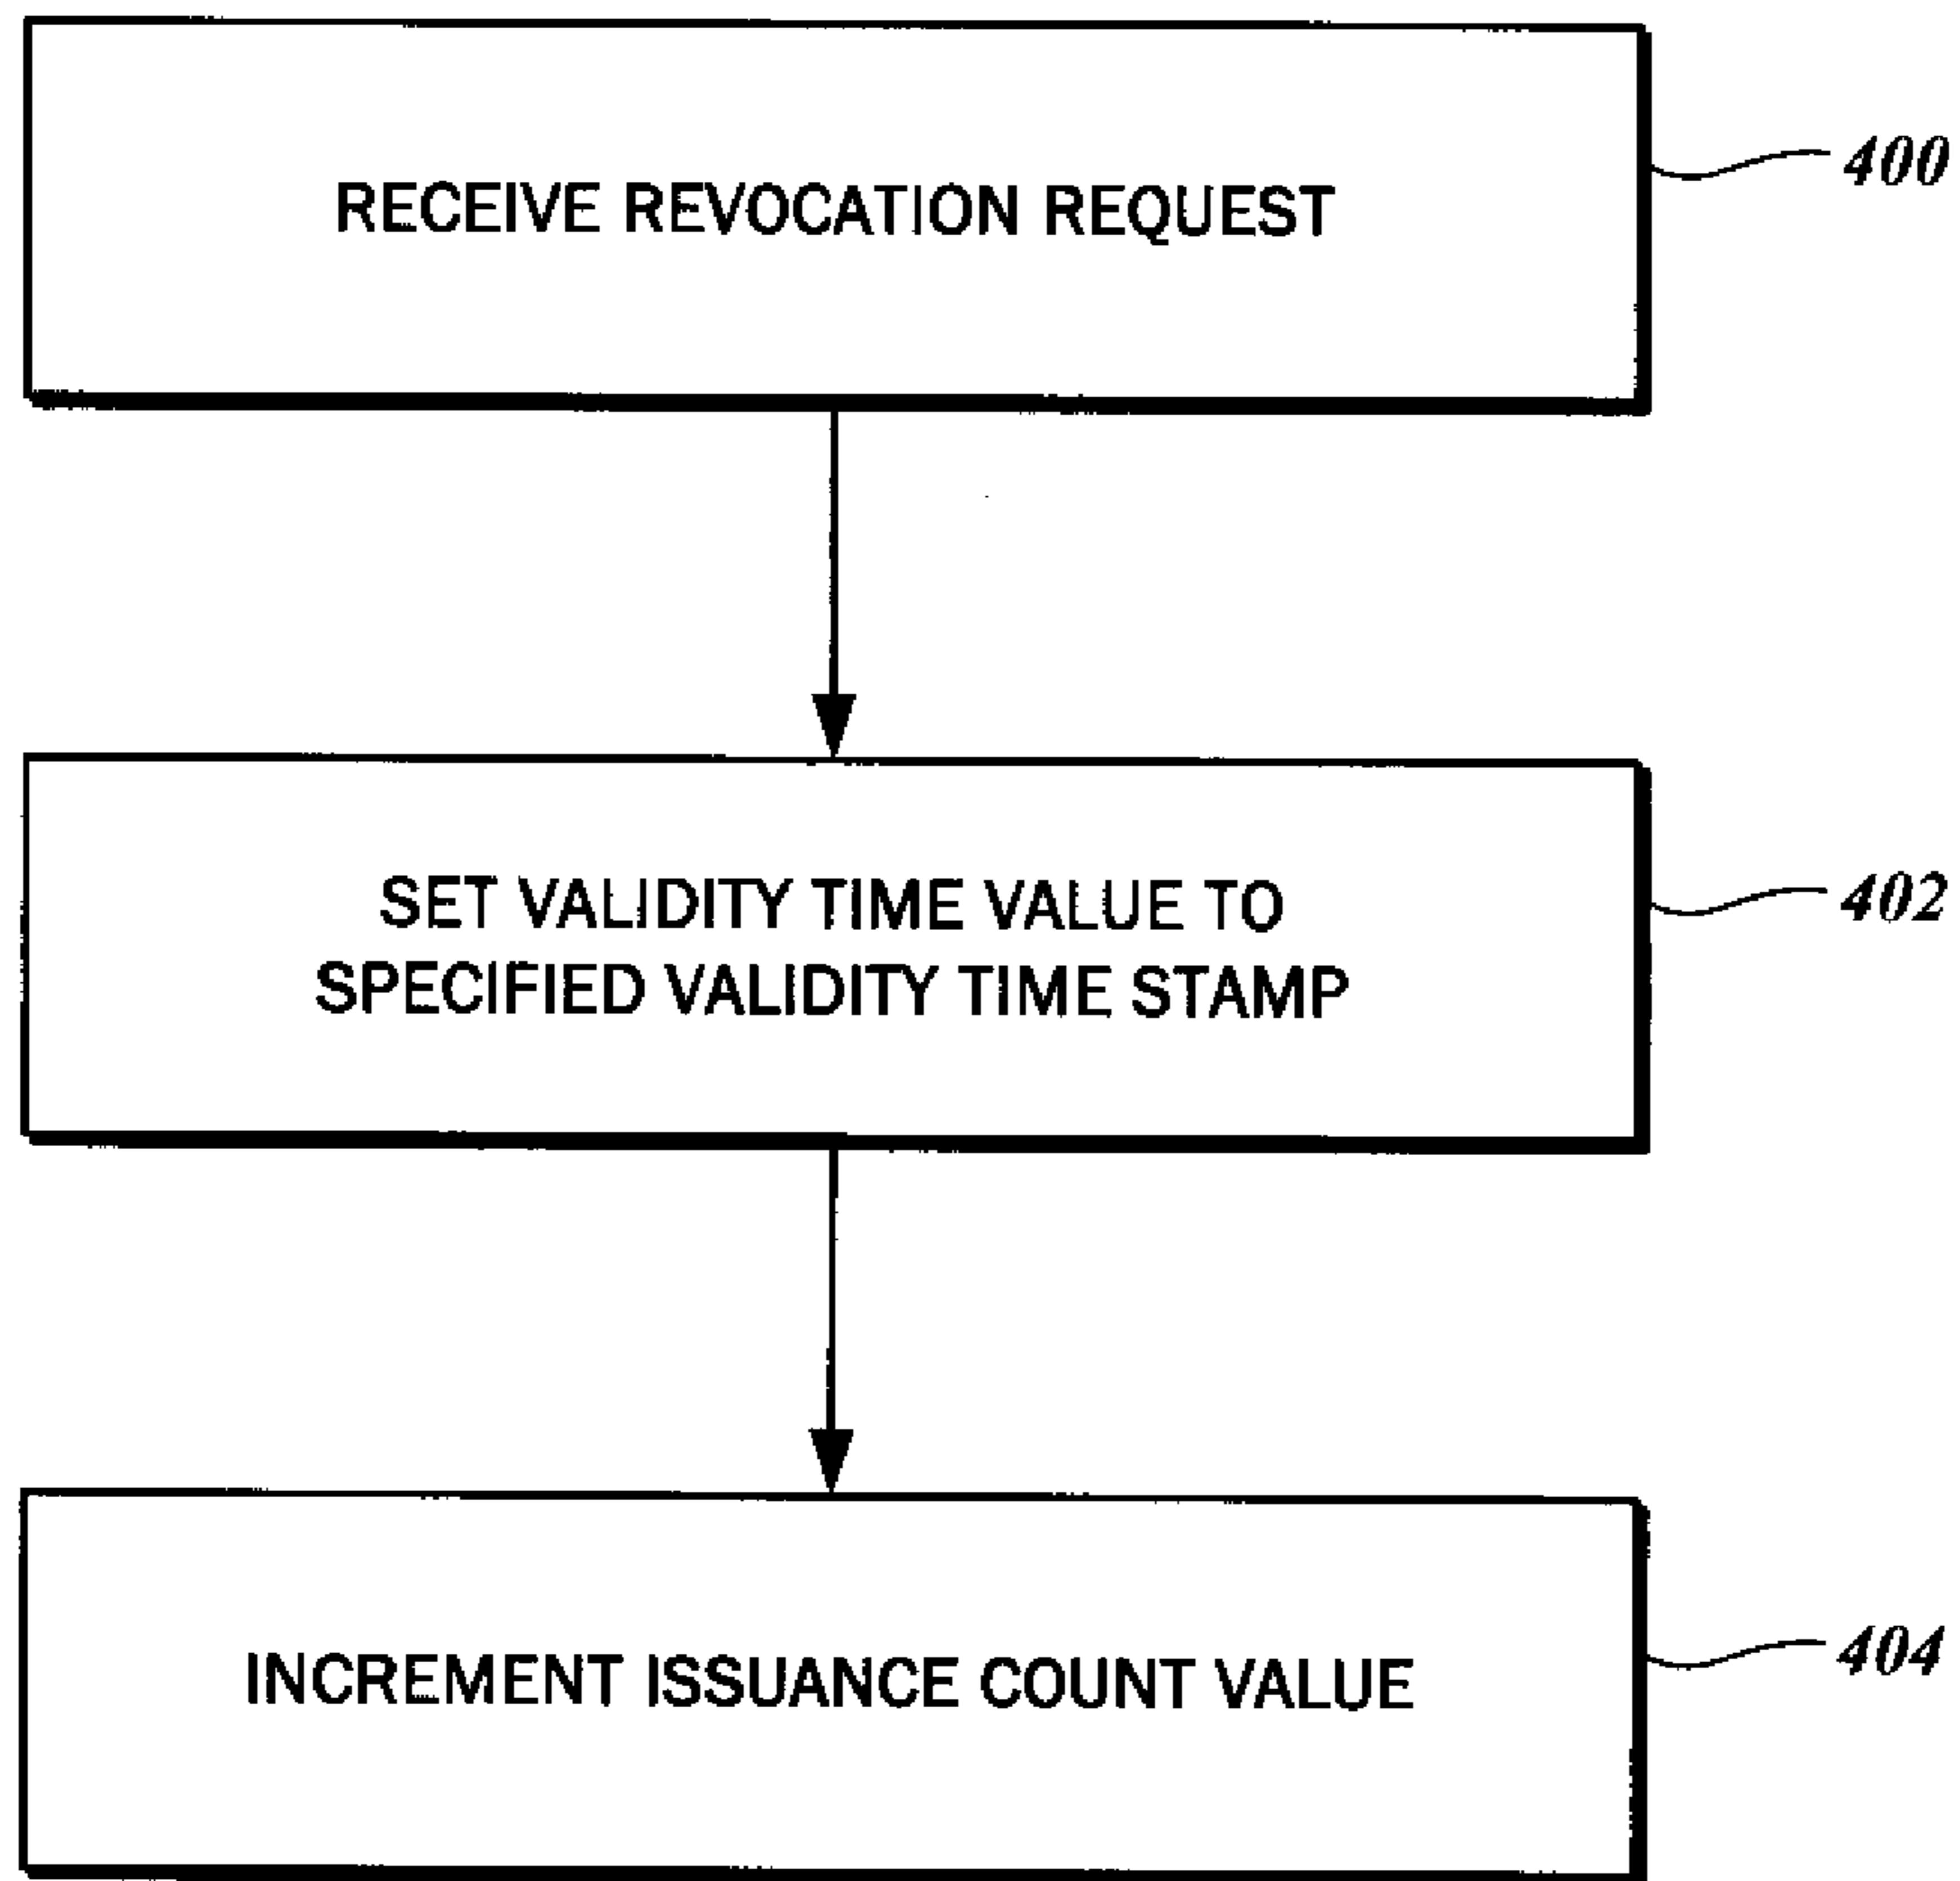 RECEIVE REVOCATION REQUEST
400
SET VALIDITY TIME VALUE TO
SPECIFIED VALIDITY TIME STAMP
402
INCREMENT ISSUANCE COUNT VALUE
404